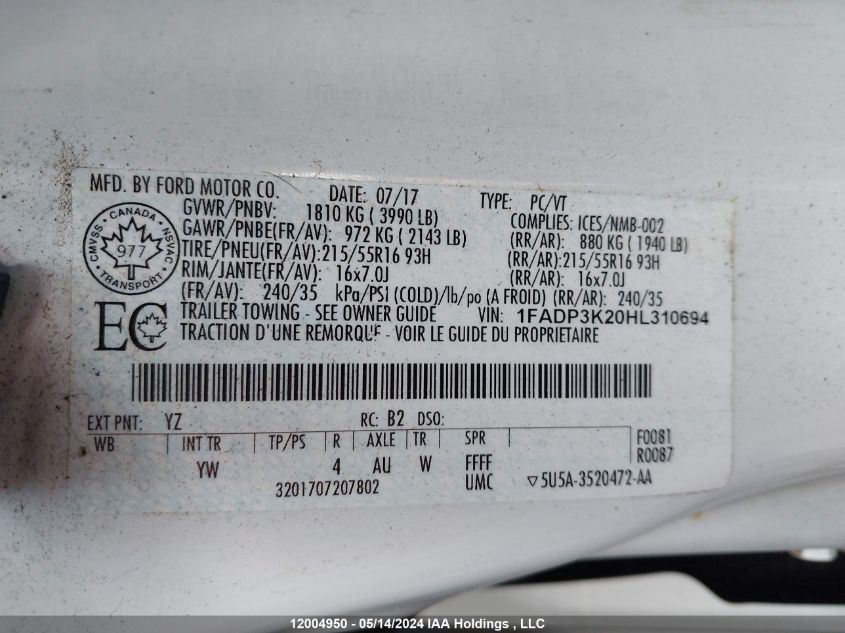 MFD. BY FORD MOTOR CO. DATE: 07/17 TYPE: PC/VT
GVWR/PNBV: 1810 KG ( 3990 LB) COMPLIES: ICES/NMB-002
GAWR/PNBE(FR/AV): 972 KG ( 2143 LB) (RR/AR): 880 KG ( 1940 LB)
TIRE/PNEU(FR/AV):215/55R16 93H (RR/AR):215/55R16 93H
RIM/JANTE(FR/AV): 16x7.0J (RR/AR): 16x7.0J
(FR/AV): 240/35 kPa/PSI (COLD)/lb/po (A FROID) (RR/AR): 240/35
TRAILER TOWING - SEE OWNER GUIDE VIN: 1FADP3K20HL310694
TRACTION D'UNE REMORQUE - VOIR LE GUIDE DU PROPRIETAIRE
CANADA
CMVSS NSVAC
977
TRANSPORT
EC
EXT PNT: YZ RC: B2 DSO:
WB INT TR TP/PS R AXLE TR SPR F0081
YW 4 AU W FFFF R0087
3201707207802 UMC ▽5U5A-3520472-AA
12004950 - 05/14/2024 IAA Holdings , LLC